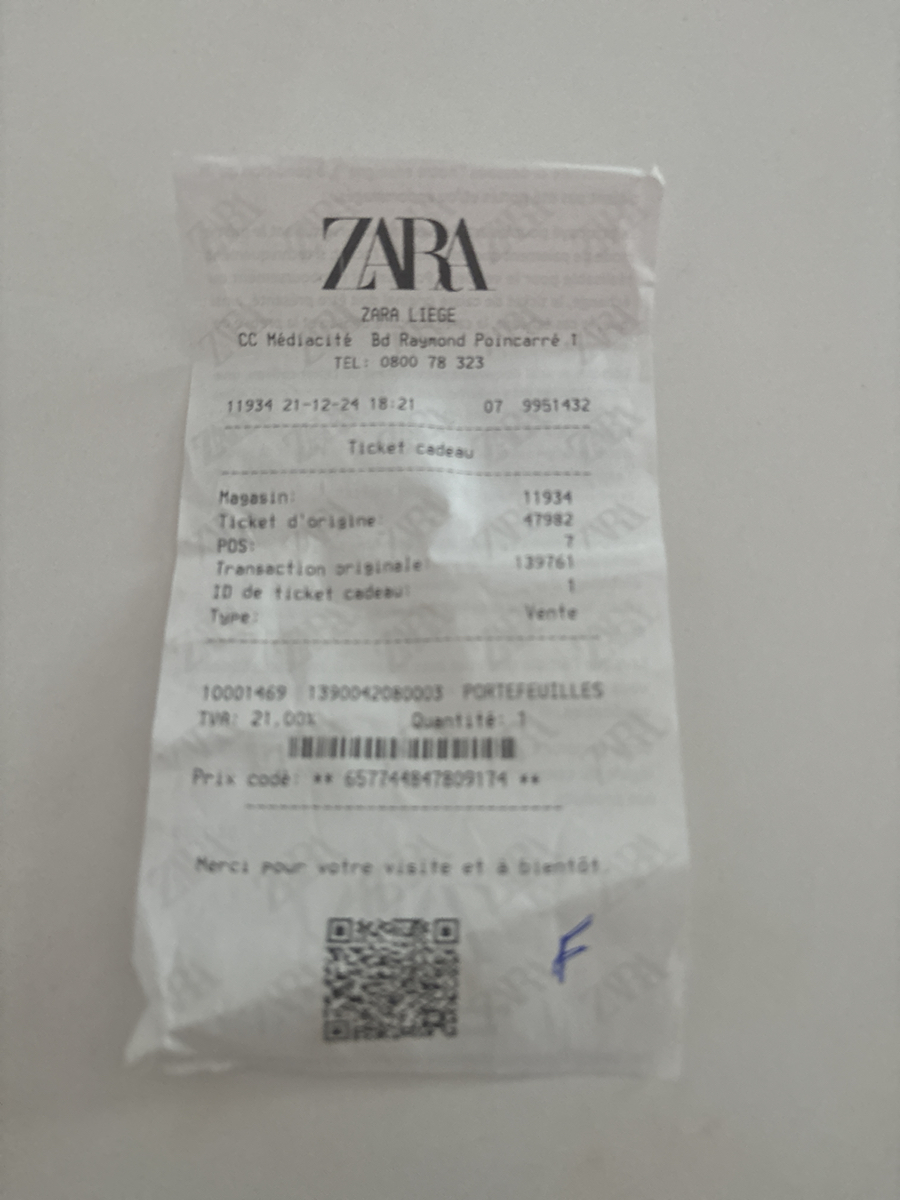 ZARA
ZARA LIEGE
CC Médiacité Bd Raymond Poincarré 1
TEL: 0800 78 323
11934 21-12-24 18:21 07 9951432
Ticket cadeau
Magasin: 11934
Ticket d'origine 47982
POS: 7
Transaction originale: 139761
ID de ticket cadeau: 1
Type: Vente
10001469 1390042080003 PORTEFEUILLES
TVA: 21,00% Quantité: 1
Prix codé: ** 657744847809174 **
Merci pour votre visite et à bientôt.
F